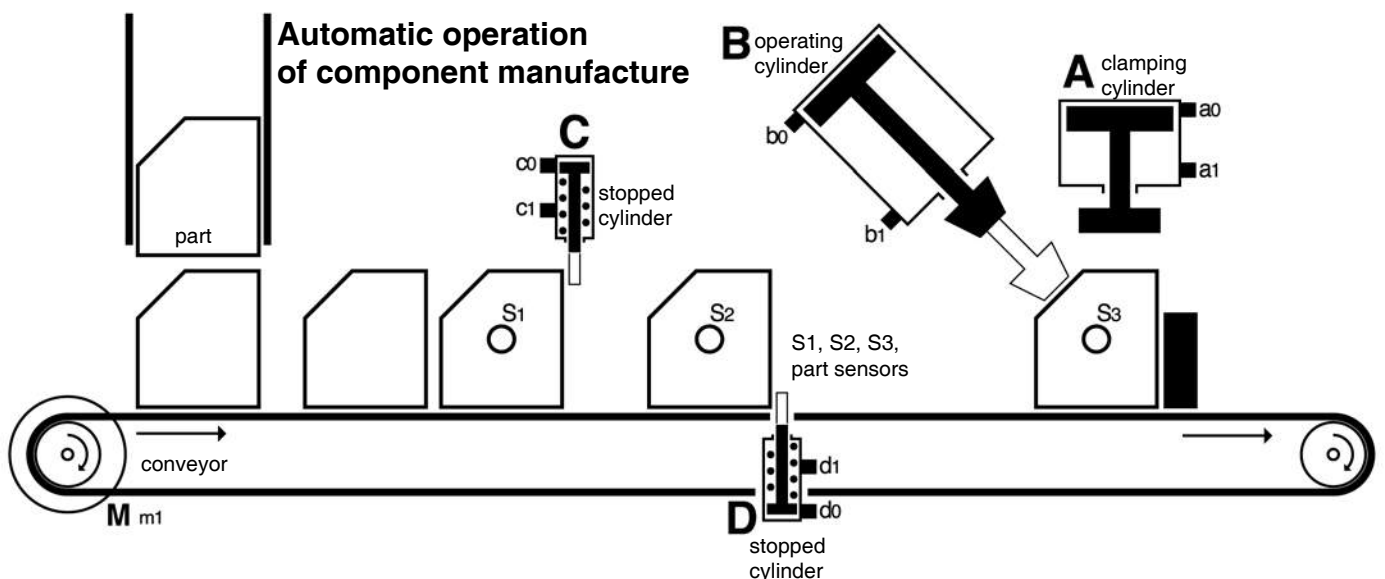 Automatic operation
of component manufacture
B operating
cylinder
A clamping
cylinder
a0
a1
b0
b1
C
c0
c1
stopped
cylinder
part
S1
S2
S3
S1, S2, S3,
part sensors
conveyor
M m1
D
d1
d0
stopped
cylinder